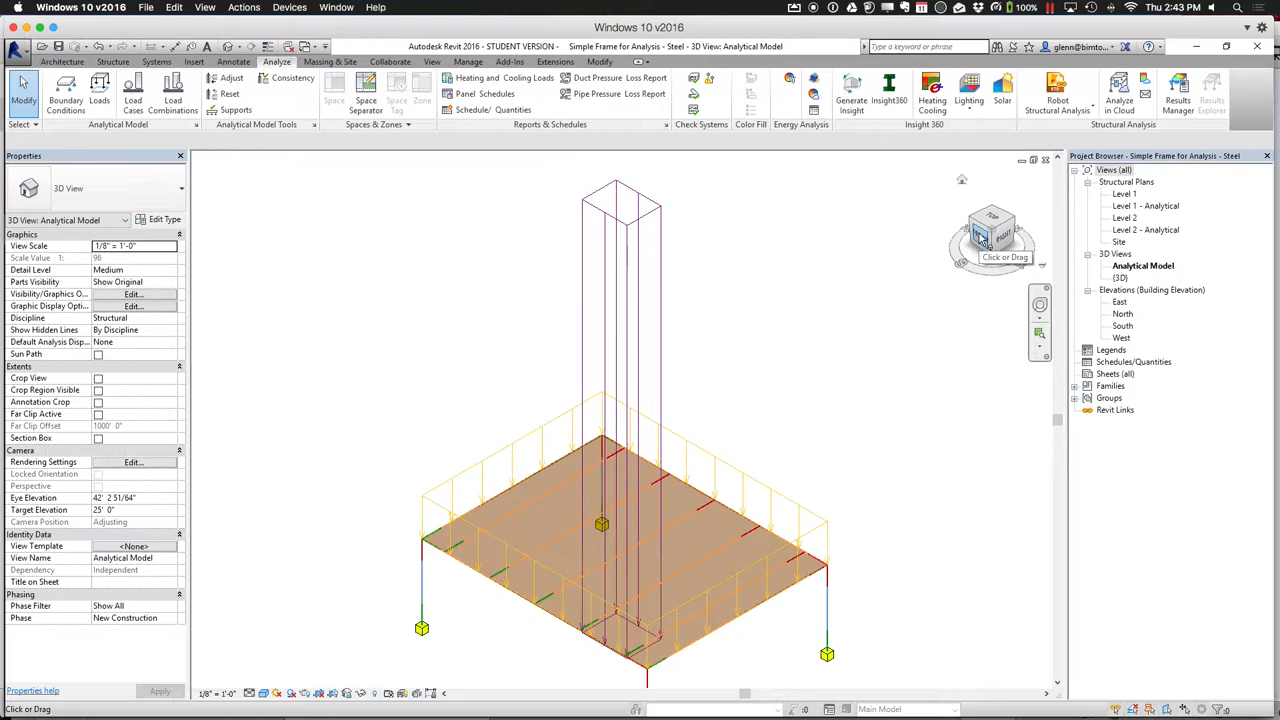 Windows 10 v2016 File Edit View Actions Devices Window Help 100% Thu 2:43 PM
Windows 10 v2016
Autodesk Revit 2016 - STUDENT VERSION - Simple Frame for Analysis - Steel - 3D View: Analytical Model
Type a keyword or phrase
glenn@bimto...
Architecture Structure Systems Insert Annotate Analyze Massing & Site Collaborate View Manage Add-Ins Extensions Modify
Modify
Select
Boundary Conditions
Loads
Load Cases
Load Combinations
Analytical Model
Adjust
Reset
Supports
Consistency
Analytical Model Tools
Space
Space Separator
Space Tag
Zone
Spaces & Zones
Heating and Cooling Loads
Panel Schedules
Schedule/ Quantities
Duct Pressure Loss Report
Pipe Pressure Loss Report
Reports & Schedules
Check Systems
Color Fill
Energy Analysis
Generate Insight
Insight360
Heating Cooling
Lighting
Solar
Insight 360
Robot Structural Analysis
Analyze in Cloud
Results Manager
Results Explorer
Structural Analysis
Properties
3D View
3D View: Analytical Model
Edit Type
Graphics
View Scale 1/8" = 1'-0"
Scale Value 1: 96
Detail Level Medium
Parts Visibility Show Original
Visibility/Graphics O... Edit...
Graphic Display Opti... Edit...
Discipline Structural
Show Hidden Lines By Discipline
Default Analysis Disp... None
Sun Path
Extents
Crop View
Crop Region Visible
Annotation Crop
Far Clip Active
Far Clip Offset 1000' 0"
Section Box
Camera
Rendering Settings Edit...
Locked Orientation
Perspective
Eye Elevation 42' 2 51/64"
Target Elevation 25' 0"
Camera Position Adjusting
Identity Data
View Template <None>
View Name Analytical Model
Dependency Independent
Title on Sheet
Phasing
Phase Filter Show All
Phase New Construction
Properties help
Apply
TOP
RIGHT
Click or Drag
Project Browser - Simple Frame for Analysis - Steel
Views (all)
Structural Plans
Level 1
Level 1 - Analytical
Level 2
Level 2 - Analytical
Site
3D Views
Analytical Model
{3D}
Elevations (Building Elevation)
East
North
South
West
Legends
Schedules/Quantities
Sheets (all)
Families
Groups
Revit Links
1/8" = 1'-0"
Click or Drag
:0
Main Model
:0